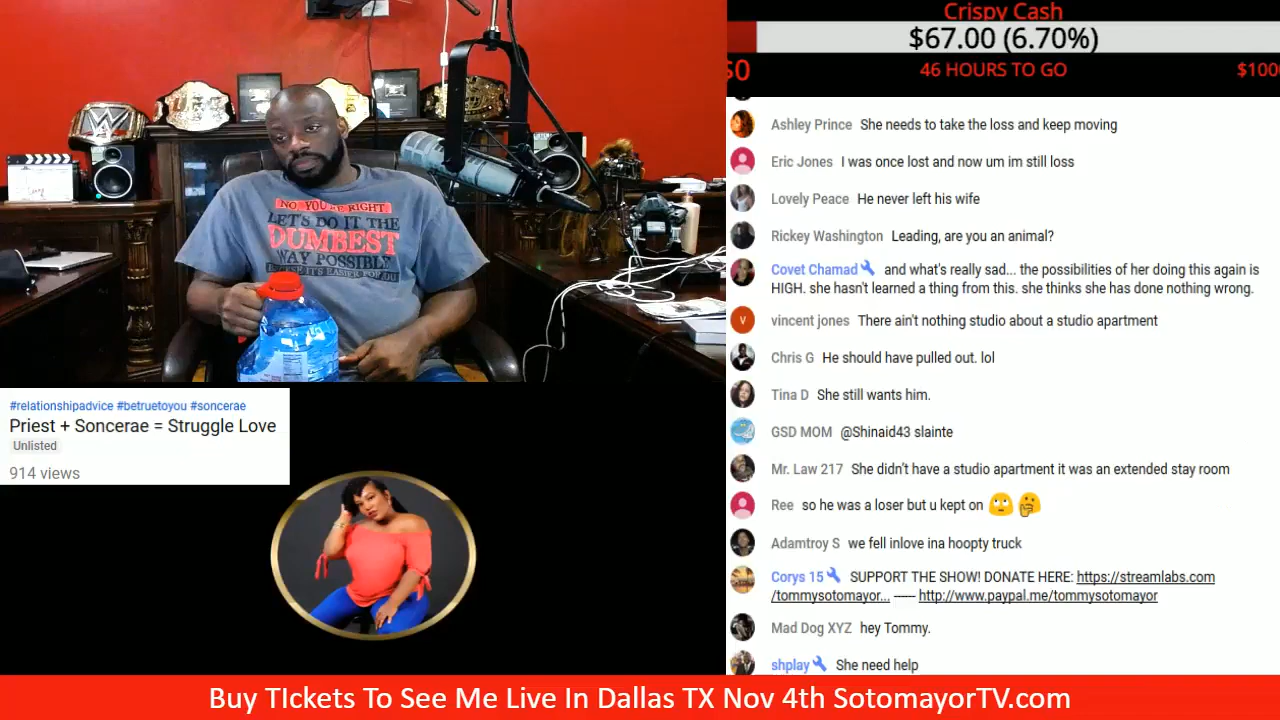 NO, YOU'RE RIGHT
LET'S DO IT THE
DUMBEST
WAY POSSIBLY
BECAUSE IT'S EASIER FOR YOU
Crispy Cash
$67.00 (6.70%)
$0
46 HOURS TO GO
$100
Ashley Prince She needs to take the loss and keep moving
Eric Jones I was once lost and now um im still loss
Lovely Peace He never left his wife
Rickey Washington Leading, are you an animal?
Covet Chamad and what's really sad... the possibilities of her doing this again is
HIGH. she hasn't learned a thing from this. she thinks she has done nothing wrong.
V
vincent jones There ain't nothing studio about a studio apartment
Chris G He should have pulled out. lol
Tina D She still wants him.
GSD MOM @Shinaid43 slainte
Mr. Law 217 She didn't have a studio apartment it was an extended stay room
Ree so he was a loser but u kept on 🙄 🤔
Adamtroy S we fell inlove ina hoopty truck
Corys 15 SUPPORT THE SHOW! DONATE HERE: https://streamlabs.com
/tommysotomayor... ------ http://www.paypal.me/tommysotomayor
Mad Dog XYZ hey Tommy.
shplay She need help
#relationshipadvice #betruetoyou #soncerae
Priest + Soncerae = Struggle Love
Unlisted
914 views
Buy TIckets To See Me Live In Dallas TX Nov 4th SotomayorTV.com